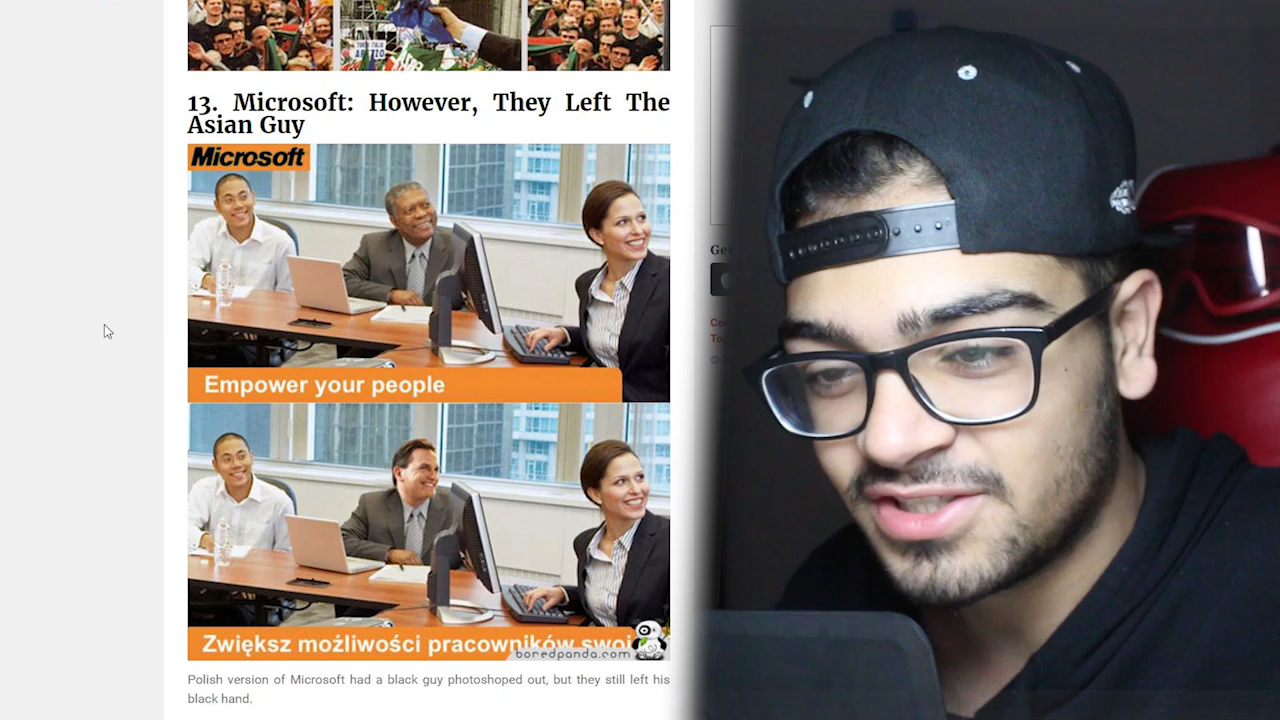 13. Microsoft: However, They Left The
Asian Guy
Microsoft
Empower your people
Zwiększ możliwości pracowników
boredpanda.com
Polish version of Microsoft had a black guy photoshoped out, but they still left his
black hand.